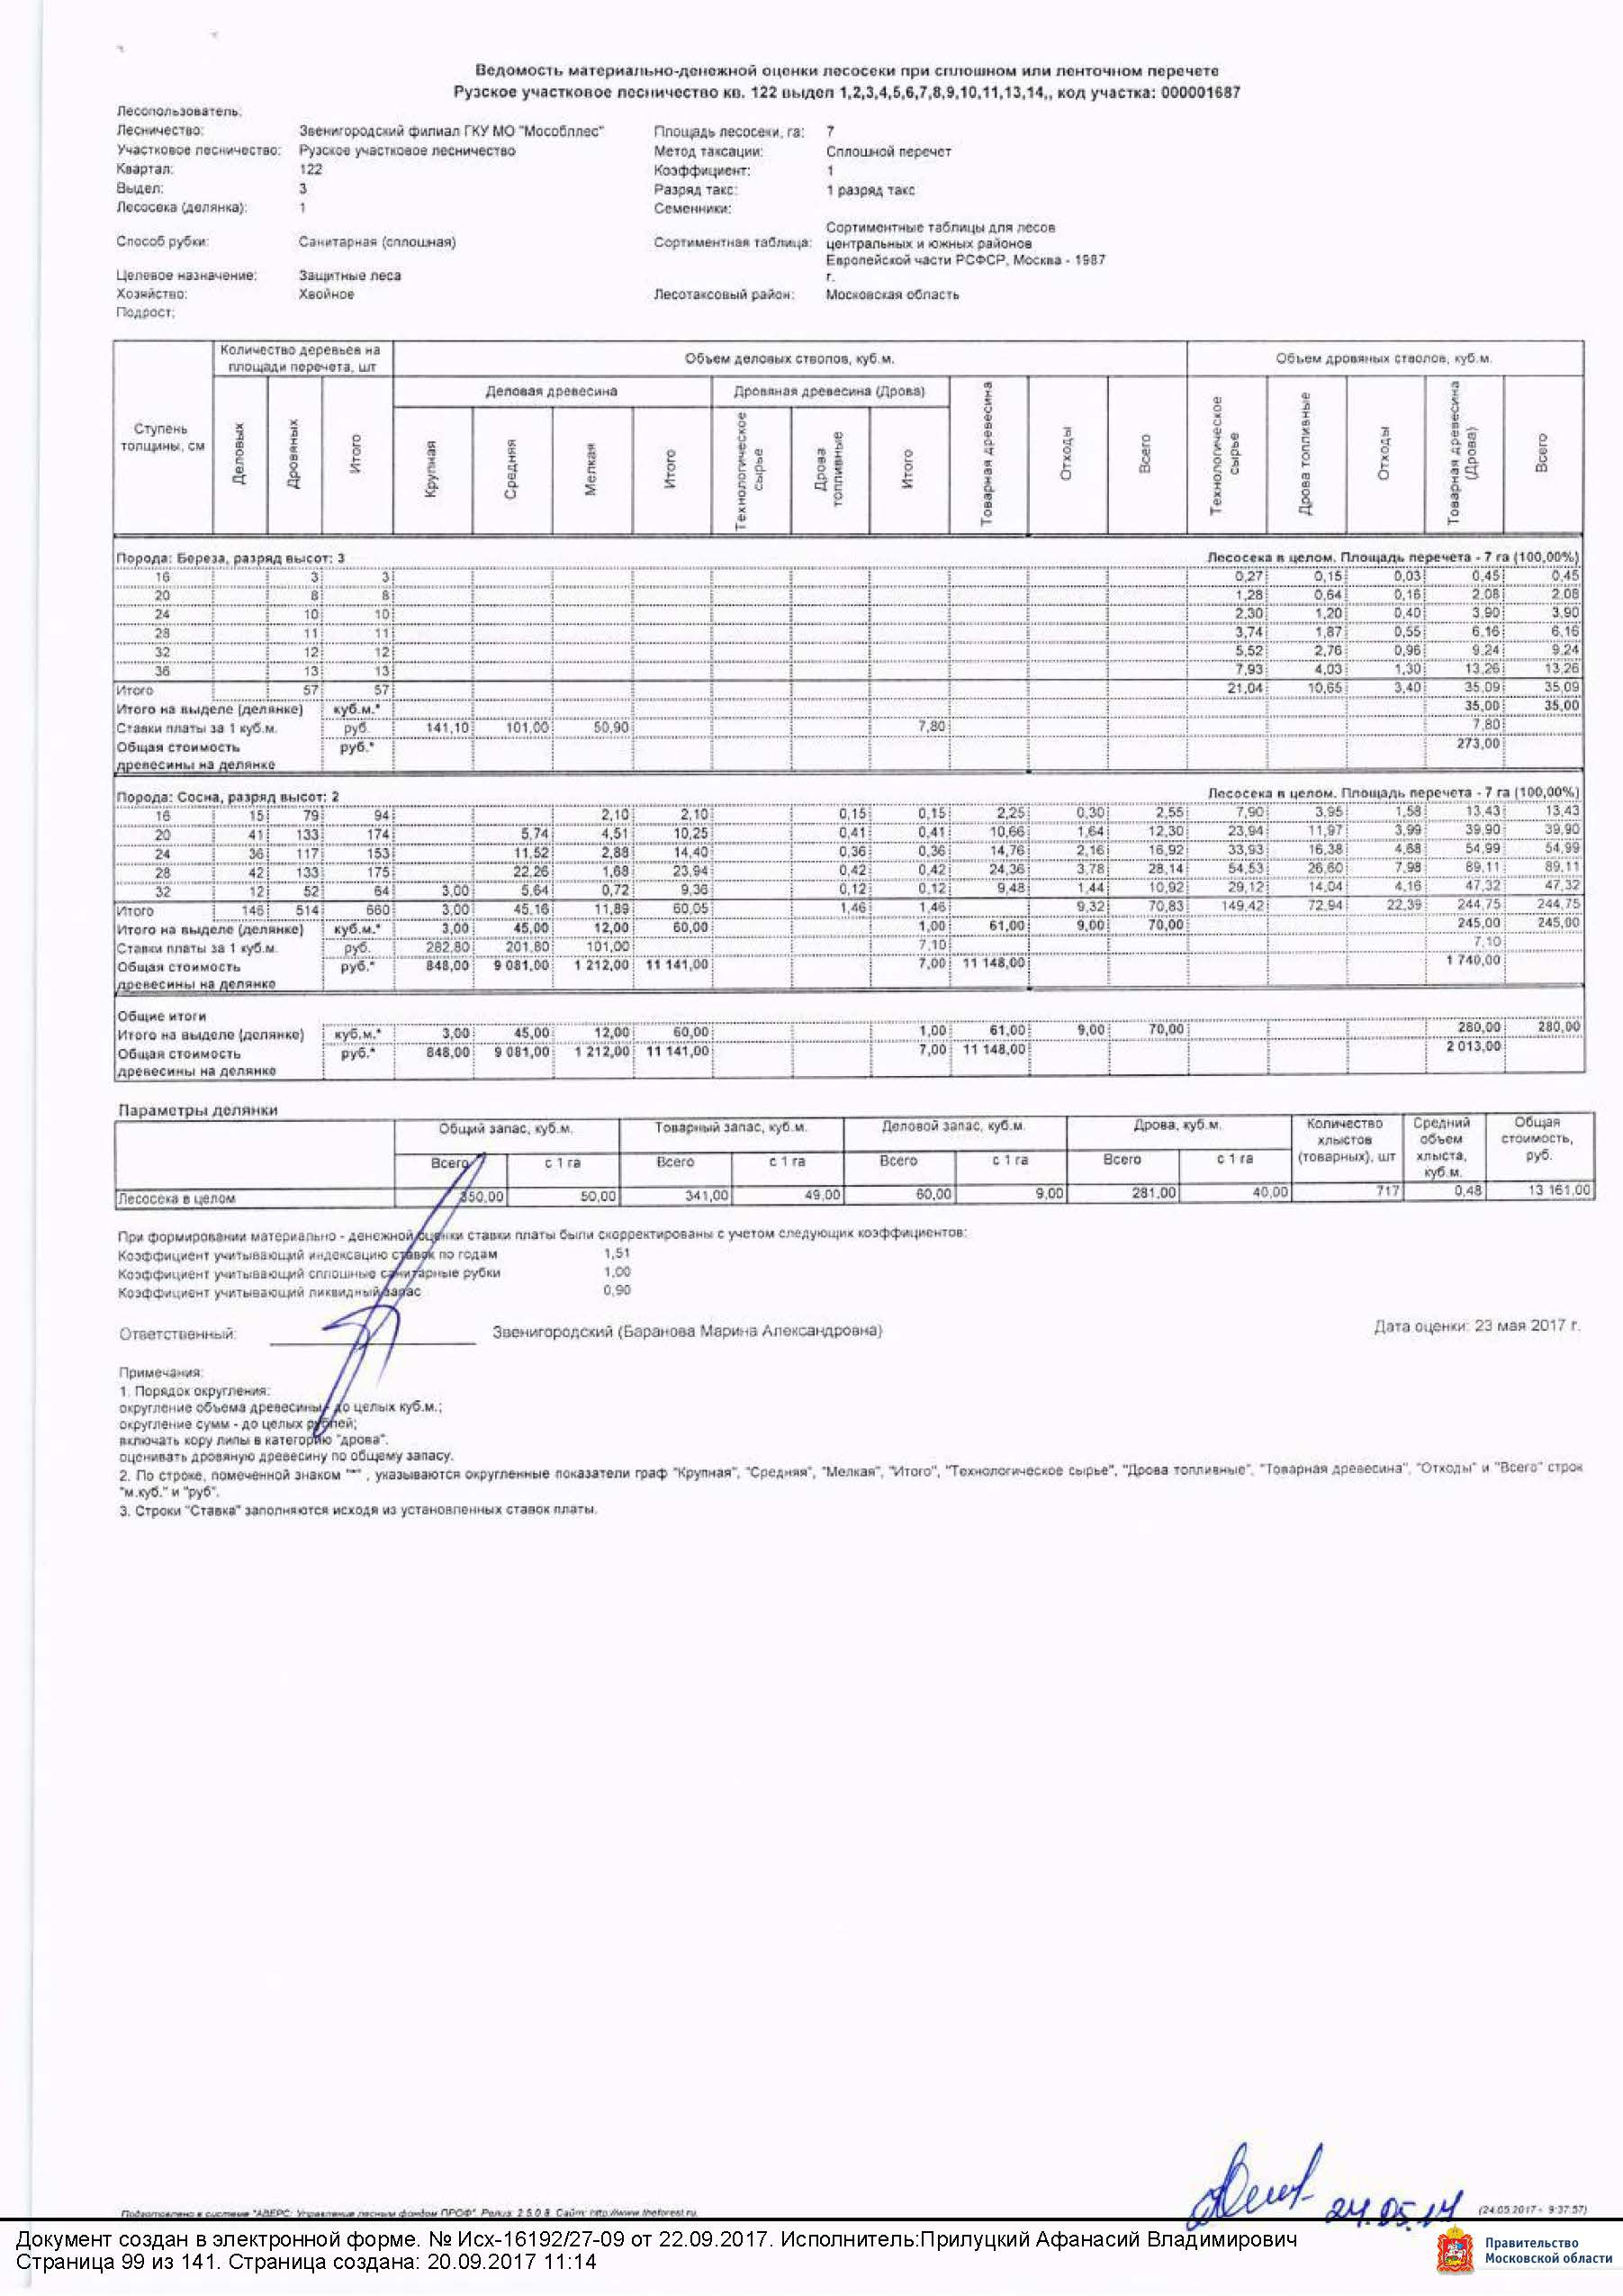 Ведомость материально-денежной оценки лесосеки при сплошном или ленточном перечете
Рузское участковое лесничество кв. 122 выдел 1,2,3,4,5,6,7,8,9,10,11,13,14,, код участка: 000001687
Лесопользователь:
Лесничество: Звенигородский филиал ГКУ МО "Мособллес" Площадь лесосеки, га: 7
Участковое лесничество: Рузское участковое лесничество Метод таксации: Сплошной перечет
Квартал: 122 Коэффициент: 1
Выдел: 3 Разряд такс: 1 разряд такс
Лесосека (делянка): 1 Семенники:
Способ рубки: Санитарная (сплошная) Сортиментная таблица: Сортиментные таблицы для лесов
центральных и южных районов
Европейской части РСФСР, Москва - 1987
г.
Целевое назначение: Защитные леса
Хозяйство: Хвойное Лесотаксовый район: Московская область
Подрост:
Ступень толщины, см
Количество деревьев на площади перечета, шт
Объем деловых стволов, куб.м.
Объем дровяных стволов, куб.м.
Деловая древесина
Дровяная древесина (Дрова)
Деловых Дровяных Итого Крупная Средняя Мелкая Итого Технологическое сырье Дрова топливные Итого Товарная древесина Отходы Всего Технологическое сырье Дрова топливные Отходы Товарная древесина (Дрова) Всего
Порода: Береза, разряд высот: 3 Лесосека в целом. Площадь перечета - 7 га (100,00%)
16 3 3 0,27 0,15 0,03 0,45 0,45
20 8 8 1,28 0,64 0,16 2,08 2,08
24 10 10 2,30 1,20 0,40 3,90 3,90
28 11 11 3,74 1,87 0,55 6,16 6,16
32 12 12 5,52 2,76 0,96 9,24 9,24
36 13 13 7,93 4,03 1,30 13,26 13,26
Итого 57 57 21,04 10,65 3,40 35,09 35,09
Итого на выделе (делянке) куб.м.* 35,00 35,00
Ставки платы за 1 куб.м. руб. 141,10 101,00 50,90 7,80 7,80
Общая стоимость руб.* 273,00
древесины на делянке
Порода: Сосна, разряд высот: 2 Лесосека в целом. Площадь перечета - 7 га (100,00%)
16 15 79 94 2,10 2,10 0,15 0,15 2,25 0,30 2,55 7,90 3,95 1,58 13,43 13,43
20 41 133 174 5,74 4,51 10,25 0,41 0,41 10,66 1,64 12,30 23,94 11,97 3,99 39,90 39,90
24 36 117 153 11,52 2,88 14,40 0,36 0,36 14,76 2,16 16,92 33,93 16,38 4,68 54,99 54,99
28 42 133 175 22,26 1,68 23,94 0,42 0,42 24,36 3,78 28,14 54,53 26,60 7,98 89,11 89,11
32 12 52 64 3,00 5,64 0,72 9,36 0,12 0,12 9,48 1,44 10,92 29,12 14,04 4,16 47,32 47,32
Итого 146 514 660 3,00 45,16 11,89 60,05 1,46 1,46 9,32 70,83 149,42 72,94 22,39 244,75 244,75
Итого на выделе (делянке) куб.м.* 3,00 45,00 12,00 60,00 1,00 61,00 9,00 70,00 245,00 245,00
Ставки платы за 1 куб.м. руб. 282,80 201,80 101,00 7,10 7,10
Общая стоимость руб.* 848,00 9 081,00 1 212,00 11 141,00 7,00 11 148,00 1 740,00
древесины на делянке
Общие итоги
Итого на выделе (делянке) куб.м.* 3,00 45,00 12,00 60,00 1,00 61,00 9,00 70,00 280,00 280,00
Общая стоимость руб.* 848,00 9 081,00 1 212,00 11 141,00 7,00 11 148,00 2 013,00
древесины на делянке
Параметры делянки
Общий запас, куб.м. Товарный запас, куб.м. Деловой запас, куб.м. Дрова, куб.м. Количество хлыстов (товарных), шт Средний объем хлыста, куб.м. Общая стоимость, руб.
Всего с 1 га Всего с 1 га Всего с 1 га Всего с 1 га
Лесосека в целом 350,00 50,00 341,00 49,00 60,00 9,00 281,00 40,00 717 0,48 13 161,00
При формировании материально - денежной оценки ставки платы были скорректированы с учетом следующих коэффициентов:
Коэффициент учитывающий индексацию ставок по годам 1,51
Коэффициент учитывающий сплошные санитарные рубки 1,00
Коэффициент учитывающий ликвидный запас 0,90
Ответственный: Звенигородский (Баранова Марина Александровна) Дата оценки: 23 мая 2017 г.
Примечания:
1. Порядок округления:
округление объема древесины - до целых куб.м.;
округление сумм - до целых рублей;
включать кору липы в категорию "дрова".
оценивать дровяную древесину по общему запасу.
2. По строке, помеченной знаком "*" , указываются округленные показатели граф "Крупная", "Средняя", "Мелкая", "Итого", "Технологическое сырье", "Дрова топливные", "Товарная древесина", "Отходы" и "Всего" строк
"м.куб." и "руб".
3. Строки "Ставка" заполняются исходя из установленных ставок платы.
Подготовлено в системе "АВЕРС: Управление лесным фондом ПРОФ". Релиз: 2.5.0.8. Сайт: http://www.theforest.ru.
24.05.17 (24.05.2017 - 9:37:57)
Документ создан в электронной форме. № Исх-16192/27-09 от 22.09.2017. Исполнитель:Прилуцкий Афанасий Владимирович
Страница 99 из 141. Страница создана: 20.09.2017 11:14
Правительство
Московской области